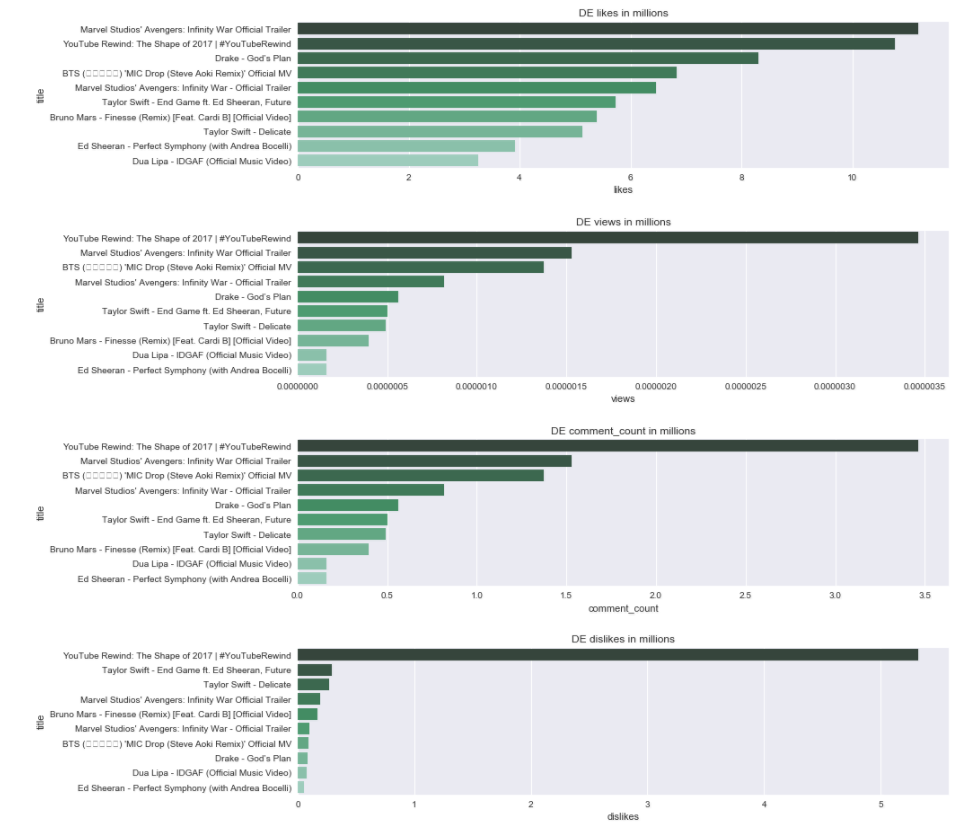 DE likes in millions
Marvel Studios' Avengers: Infinity War Official Trailer
YouTube Rewind: The Shape of 2017 | #YouTubeRewind
Drake - God's Plan
BTS (□□□□□) 'MIC Drop (Steve Aoki Remix)' Official MV
Marvel Studios' Avengers: Infinity War - Official Trailer
Taylor Swift - End Game ft. Ed Sheeran, Future
Bruno Mars - Finesse (Remix) [Feat. Cardi B] [Official Video]
Taylor Swift - Delicate
Ed Sheeran - Perfect Symphony (with Andrea Bocelli)
Dua Lipa - IDGAF (Official Music Video)
title
0 2 4 6 8 10
likes
DE views in millions
YouTube Rewind: The Shape of 2017 | #YouTubeRewind
Marvel Studios' Avengers: Infinity War Official Trailer
BTS (□□□□□) 'MIC Drop (Steve Aoki Remix)' Official MV
Marvel Studios' Avengers: Infinity War - Official Trailer
Drake - God's Plan
Taylor Swift - End Game ft. Ed Sheeran, Future
Taylor Swift - Delicate
Bruno Mars - Finesse (Remix) [Feat. Cardi B] [Official Video]
Dua Lipa - IDGAF (Official Music Video)
Ed Sheeran - Perfect Symphony (with Andrea Bocelli)
title
0.0000000 0.0000005 0.0000010 0.0000015 0.0000020 0.0000025 0.0000030 0.0000035
views
DE comment_count in millions
YouTube Rewind: The Shape of 2017 | #YouTubeRewind
Marvel Studios' Avengers: Infinity War Official Trailer
BTS (□□□□□) 'MIC Drop (Steve Aoki Remix)' Official MV
Marvel Studios' Avengers: Infinity War - Official Trailer
Drake - God's Plan
Taylor Swift - End Game ft. Ed Sheeran, Future
Taylor Swift - Delicate
Bruno Mars - Finesse (Remix) [Feat. Cardi B] [Official Video]
Dua Lipa - IDGAF (Official Music Video)
Ed Sheeran - Perfect Symphony (with Andrea Bocelli)
title
0.0 0.5 1.0 1.5 2.0 2.5 3.0 3.5
comment_count
DE dislikes in millions
YouTube Rewind: The Shape of 2017 | #YouTubeRewind
Taylor Swift - End Game ft. Ed Sheeran, Future
Taylor Swift - Delicate
Marvel Studios' Avengers: Infinity War Official Trailer
Bruno Mars - Finesse (Remix) [Feat. Cardi B] [Official Video]
Marvel Studios' Avengers: Infinity War - Official Trailer
BTS (□□□□□) 'MIC Drop (Steve Aoki Remix)' Official MV
Drake - God's Plan
Dua Lipa - IDGAF (Official Music Video)
Ed Sheeran - Perfect Symphony (with Andrea Bocelli)
title
0 1 2 3 4 5
dislikes